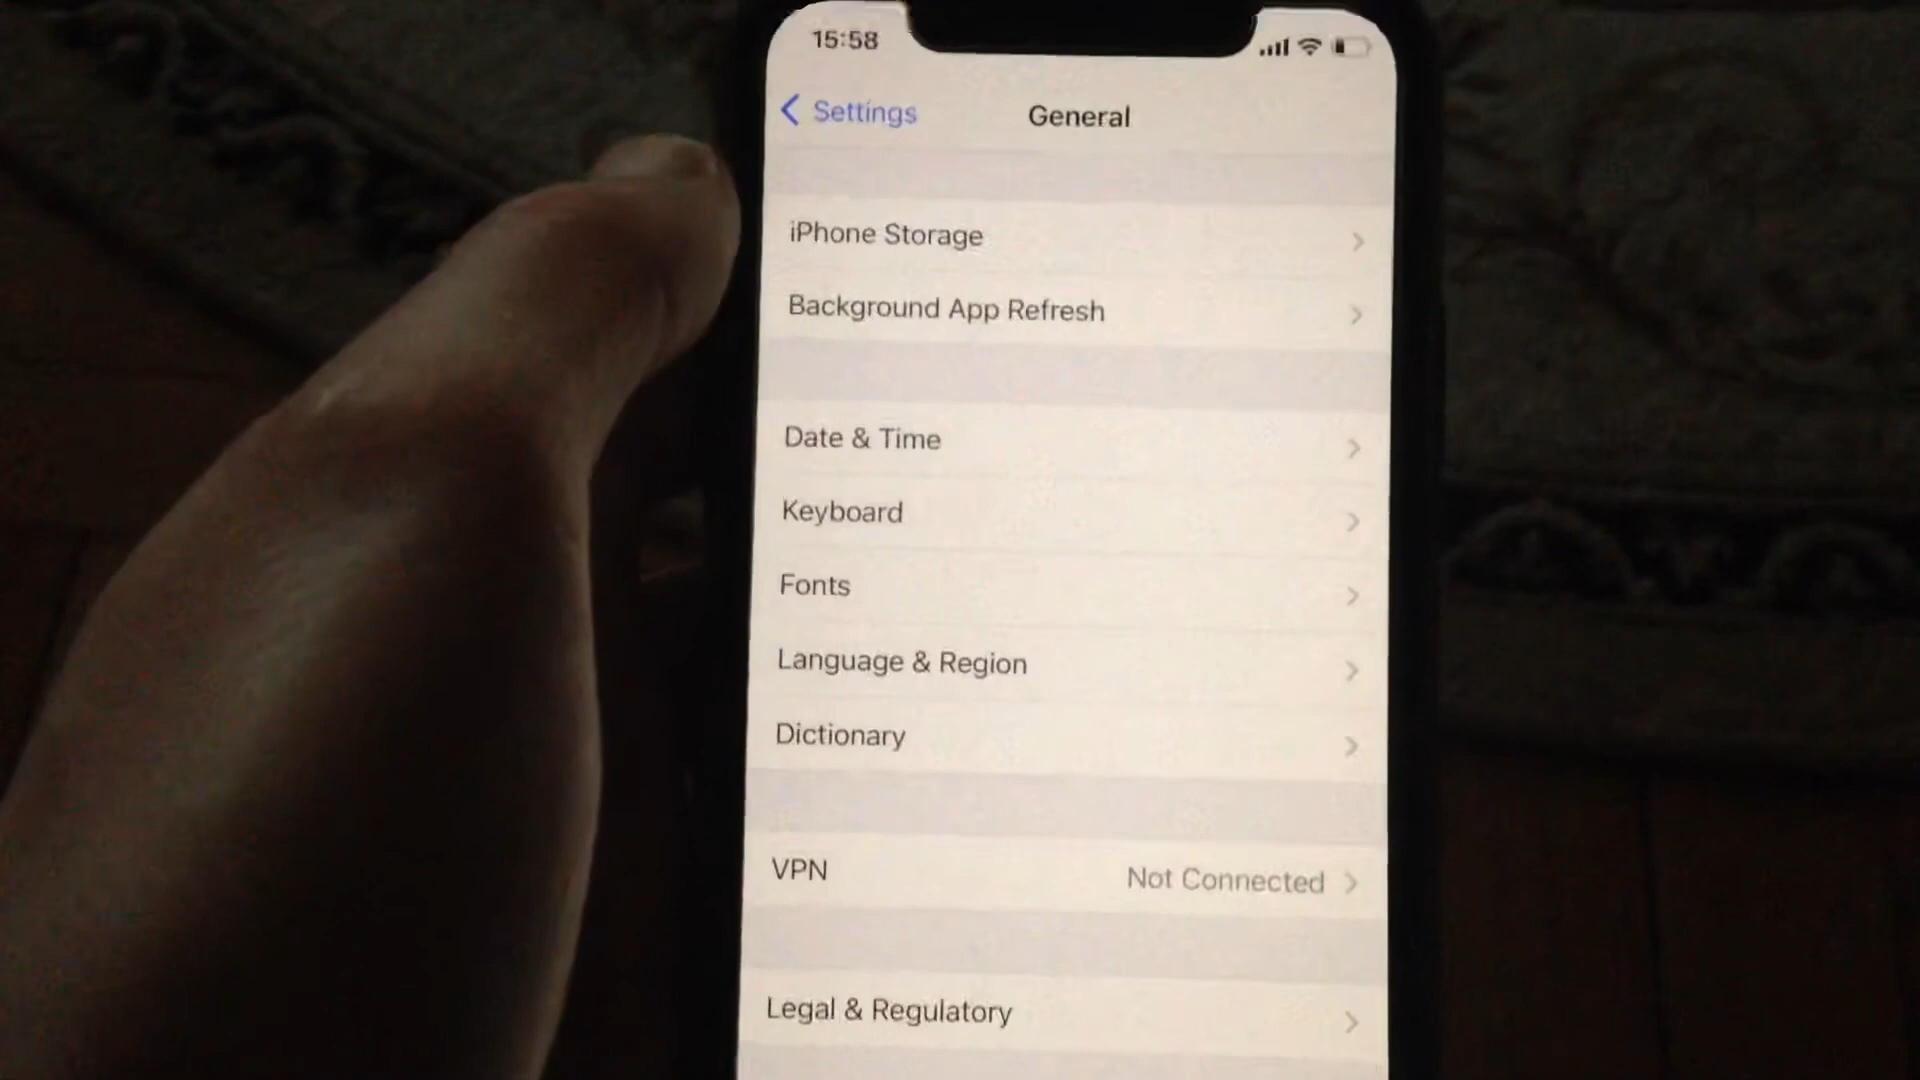 15:58
Settings
General
iPhone Storage
Background App Refresh
Date & Time
Keyboard
Fonts
Language & Region
Dictionary
VPN
Not Connected
Legal & Regulatory